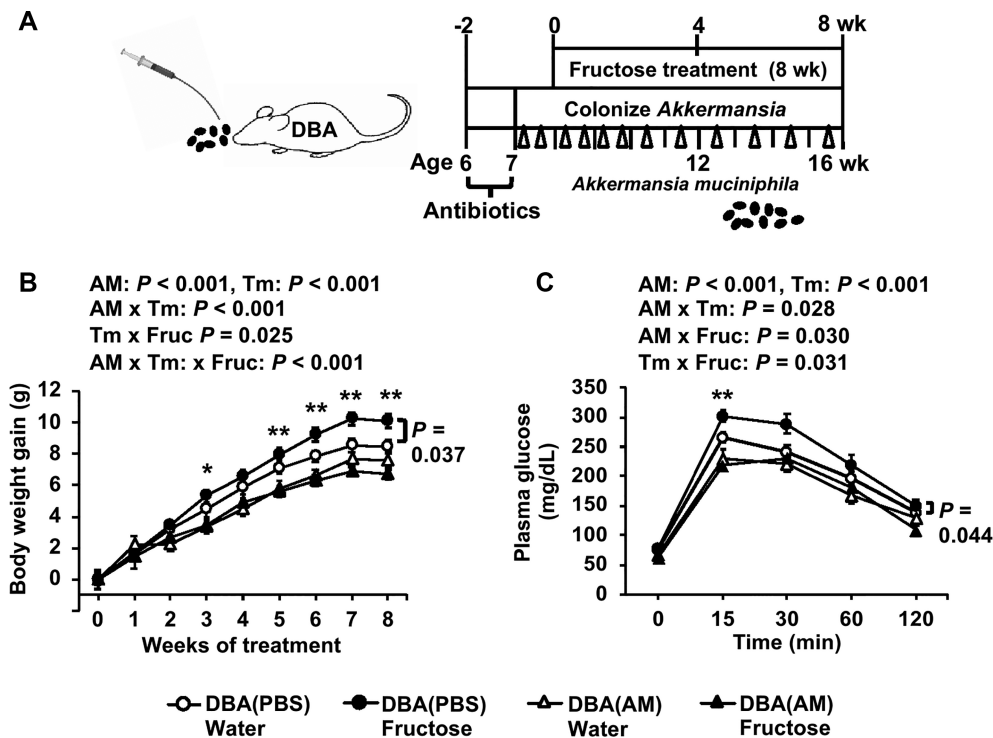 A
-2 0 4 8 wk
Fructose treatment (8 wk)
DBA
Colonize Akkermansia
Age 6 7 12 16 wk
Antibiotics
Akkermansia muciniphila
B
AM: P < 0.001, Tm: P < 0.001
AM x Tm: P < 0.001
Tm x Fruc P = 0.025
AM x Tm: x Fruc: P < 0.001
Body weight gain (g)
12
10
8
6
4
2
0
* ** ** ** **
P =
0.037
0 1 2 3 4 5 6 7 8
Weeks of treatment
C
AM: P < 0.001, Tm: P < 0.001
AM x Tm: P = 0.028
AM x Fruc: P = 0.030
Tm x Fruc: P = 0.031
Plasma glucose
(mg/dL)
350
300
250
200
150
100
50
0
**
P =
0.044
0 15 30 60 120
Time (min)
DBA(PBS) Water
DBA(PBS) Fructose
DBA(AM) Water
DBA(AM) Fructose